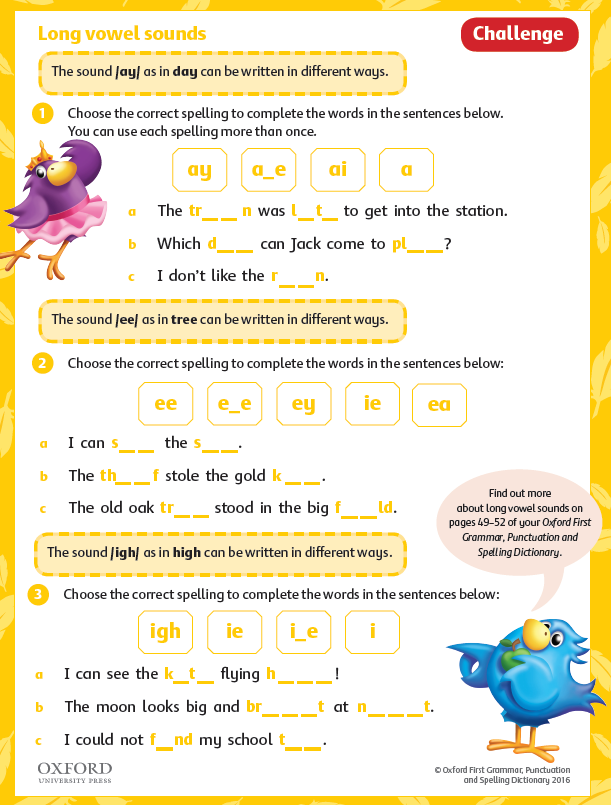 Long vowel sounds
Challenge
The sound /ay/ as in day can be written in different ways.
1 Choose the correct spelling to complete the words in the sentences below.
You can use each spelling more than once.
ay a_e ai a
a The tr__ __ n was l__t__ to get into the station.
b Which d__ __ can Jack come to pl__ __?
c I don't like the r__ __n.
The sound /ee/ as in tree can be written in different ways.
2 Choose the correct spelling to complete the words in the sentences below:
ee e_e ey ie ea
a I can s__ __ the s__ __.
b The th__ __f stole the gold k __ __.
c The old oak tr__ __ stood in the big f__ __ld.
Find out more
about long vowel sounds on
pages 49–52 of your Oxford First
Grammar, Punctuation and
Spelling Dictionary.
The sound /igh/ as in high can be written in different ways.
3 Choose the correct spelling to complete the words in the sentences below:
igh ie i_e i
a I can see the k__t__ flying h__ __ __!
b The moon looks big and br__ __ __t at n__ __ __t.
c I could not f__nd my school t__ __.
OXFORD
UNIVERSITY PRESS
© Oxford First Grammar, Punctuation
and Spelling Dictionary 2016